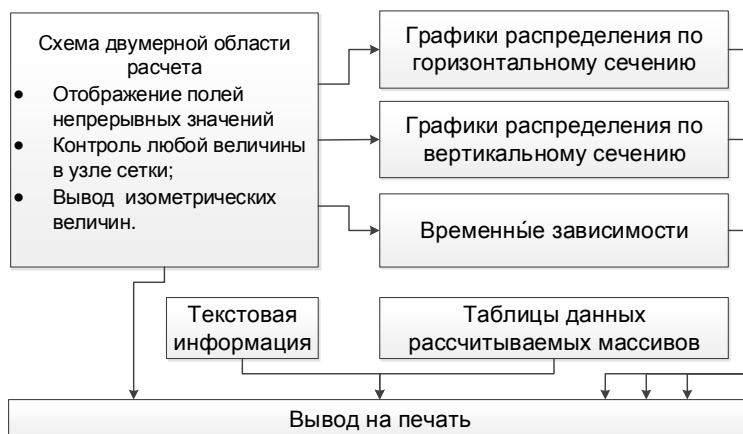 Схема двумерной области
расчета
• Отображение полей
непрерывных значений
• Контроль любой величины
в узле сетки;
• Вывод изометрических
величин.
Графики распределения по
горизонтальному сечению
Графики распределения по
вертикальному сечению
Временны́е зависимости
Текстовая
информация
Таблицы данных
рассчитываемых массивов
Вывод на печать